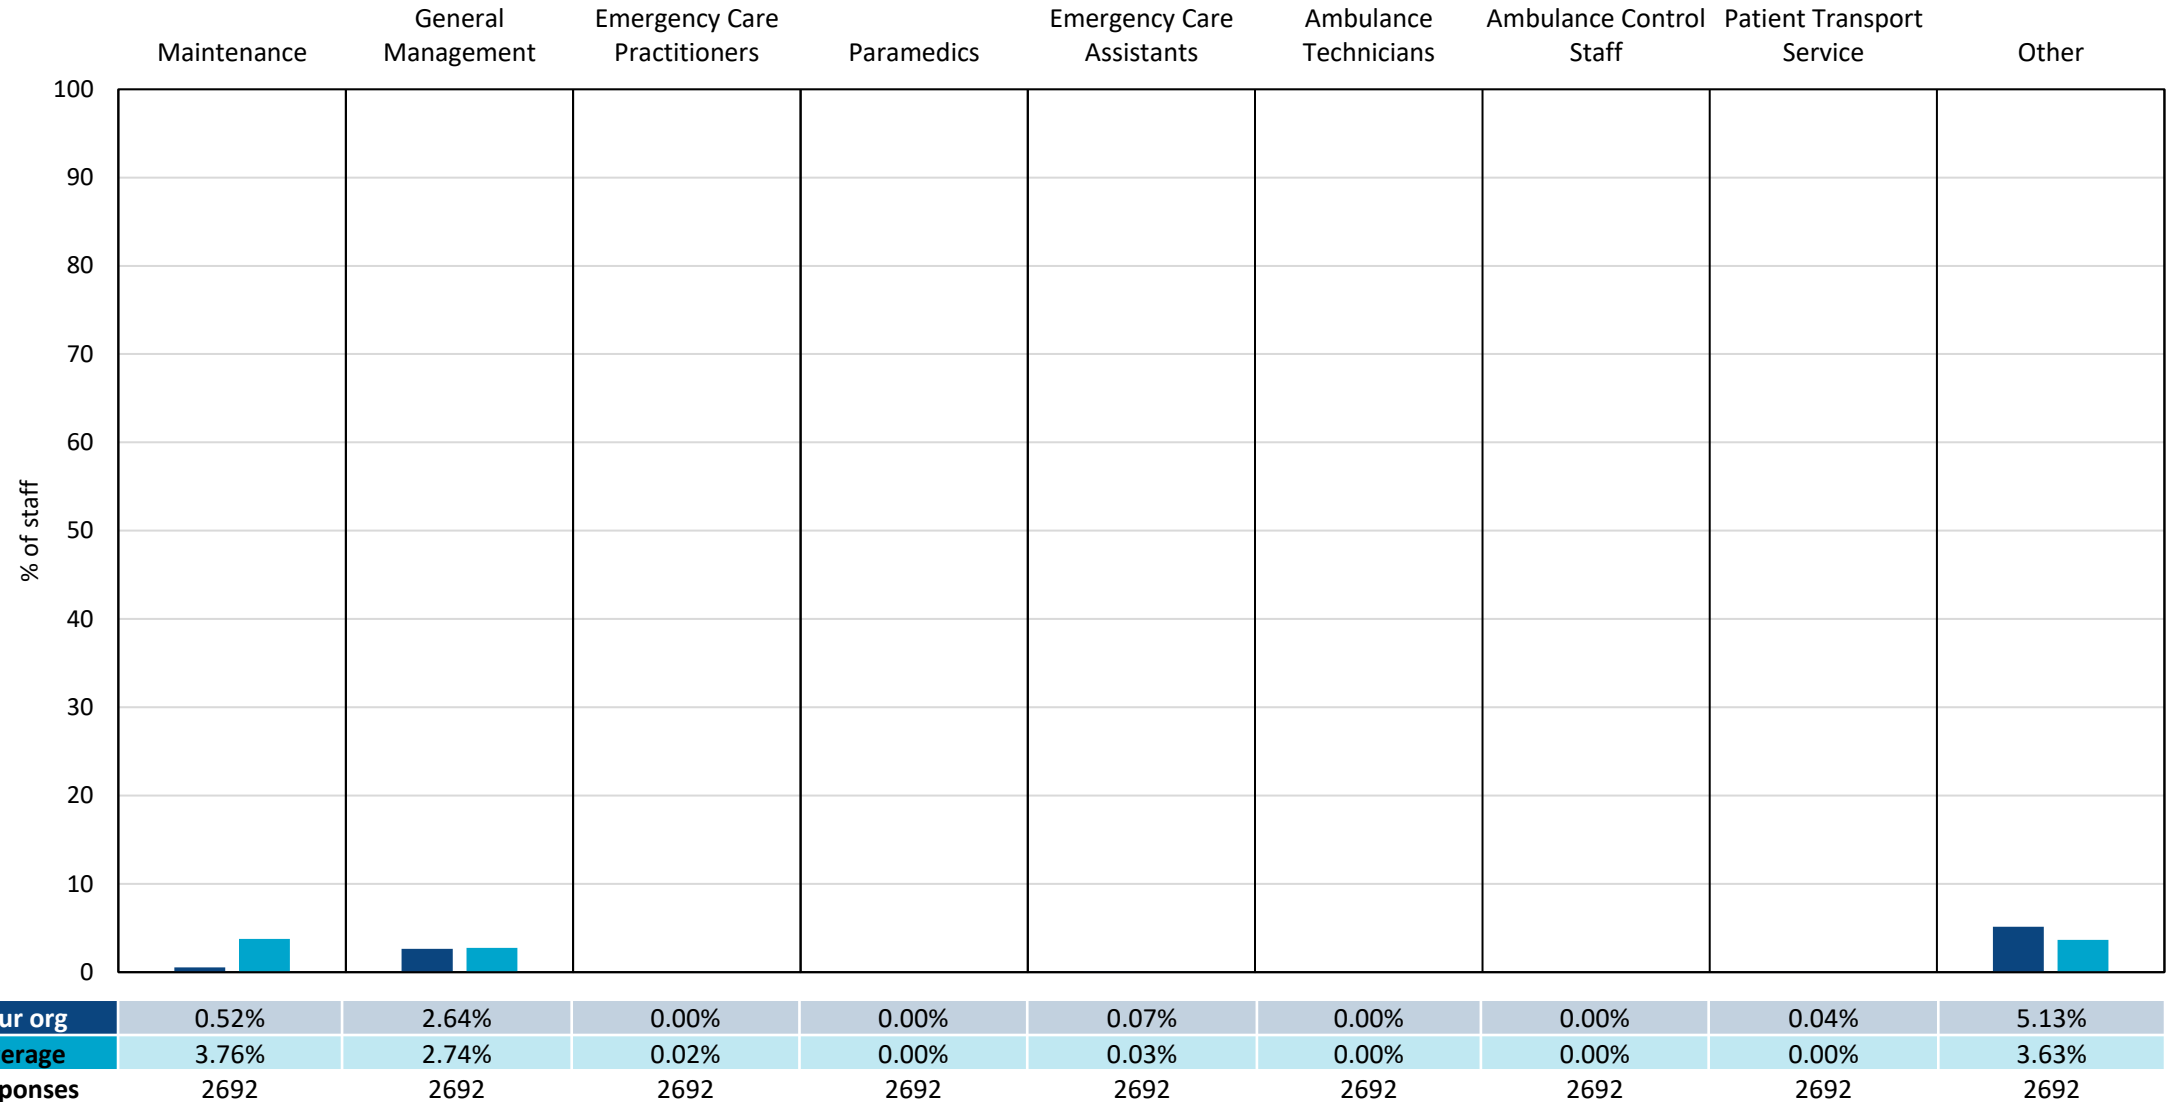 General Emergency Care Emergency Care Ambulance Ambulance Control Patient Transport
Maintenance Management Practitioners Paramedics Assistants Technicians Staff Service Other
100
90
80
70
60
50
40
30
20
10
0
% of staff
ur org 0.52% 2.64% 0.00% 0.00% 0.07% 0.00% 0.00% 0.04% 5.13%
erage 3.76% 2.74% 0.02% 0.00% 0.03% 0.00% 0.00% 0.00% 3.63%
ponses 2692 2692 2692 2692 2692 2692 2692 2692 2692